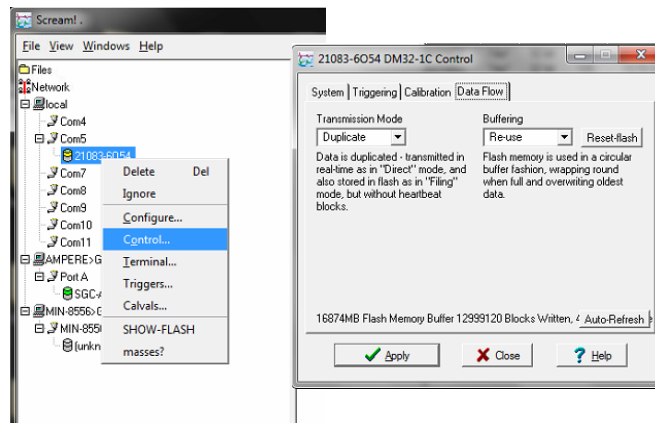 Scream! .
File View Windows Help
Files
Network
local
Com4
Com5
21083-6O54
Com7
Com8
Com9
Com10
Com11
AMPERE>G
Port A
SGC-A
MIN-8556>G
MIN-8556
(unkn
Delete Del
Ignore
Configure...
Control...
Terminal...
Triggers...
Calvals...
SHOW-FLASH
masses?
21083-6O54 DM32-1C Control
System Triggering Calibration Data Flow
Transmission Mode
Duplicate
Data is duplicated - transmitted in
real-time as in "Direct" mode, and
also stored in flash as in "Filing"
mode, but without heartbeat
blocks.
Buffering
Re-use Reset-flash
Flash memory is used in a circular
buffer fashion, wrapping round
when full and overwriting oldest
data.
16874MB Flash Memory Buffer 12999120 Blocks Written, Auto-Refresh
Apply Close Help